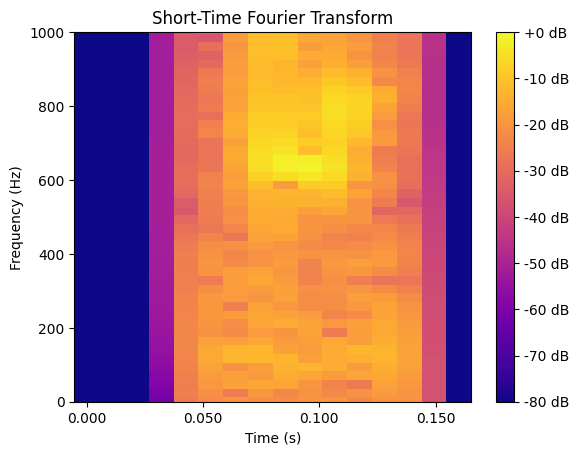 Short-Time Fourier Transform
1000
800
600
400
200
0
Frequency (Hz)
0.000
0.050
0.100
0.150
Time (s)
+0 dB
-10 dB
-20 dB
-30 dB
-40 dB
-50 dB
-60 dB
-70 dB
-80 dB